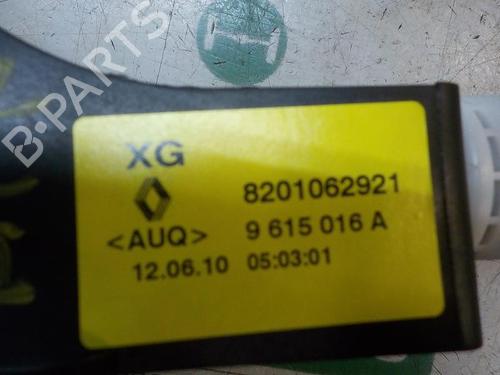 B-PARTS
XG
8201062921
<AUQ> 9 615 016 A
12.06.10 05:03:01